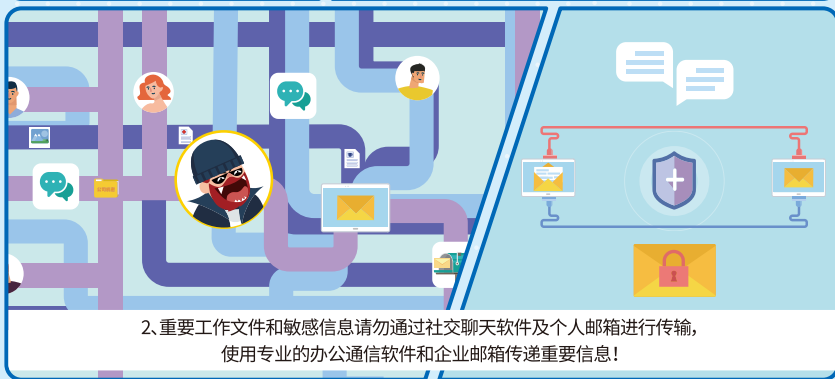 2、重要工作文件和敏感信息请勿通过社交聊天软件及个人邮箱进行传输，
使用专业的办公通信软件和企业邮箱传递重要信息！